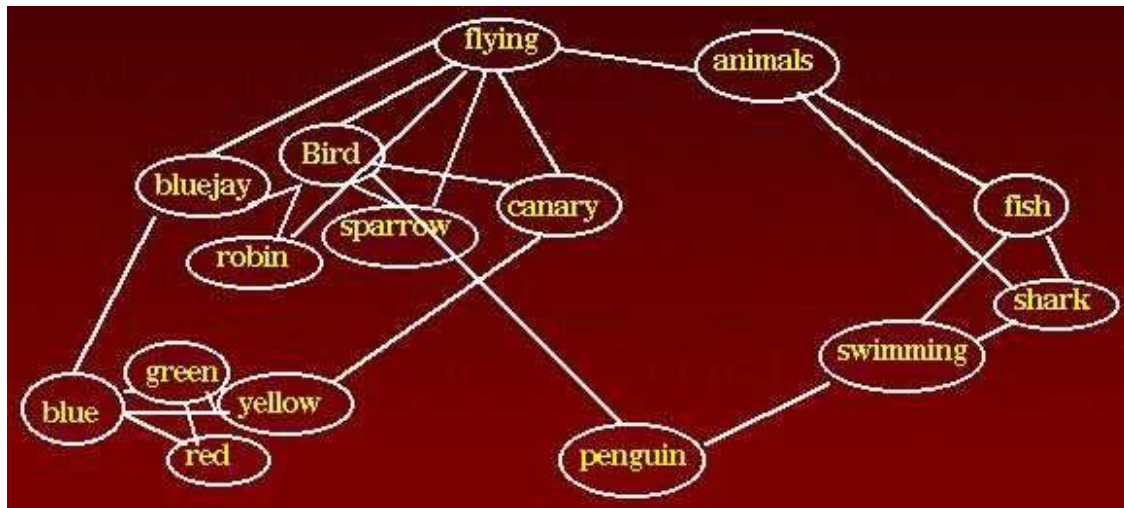 flying
animals
Bird
bluejay
canary
fish
sparrow
robin
shark
swimming
green
yellow
blue
red
penguin